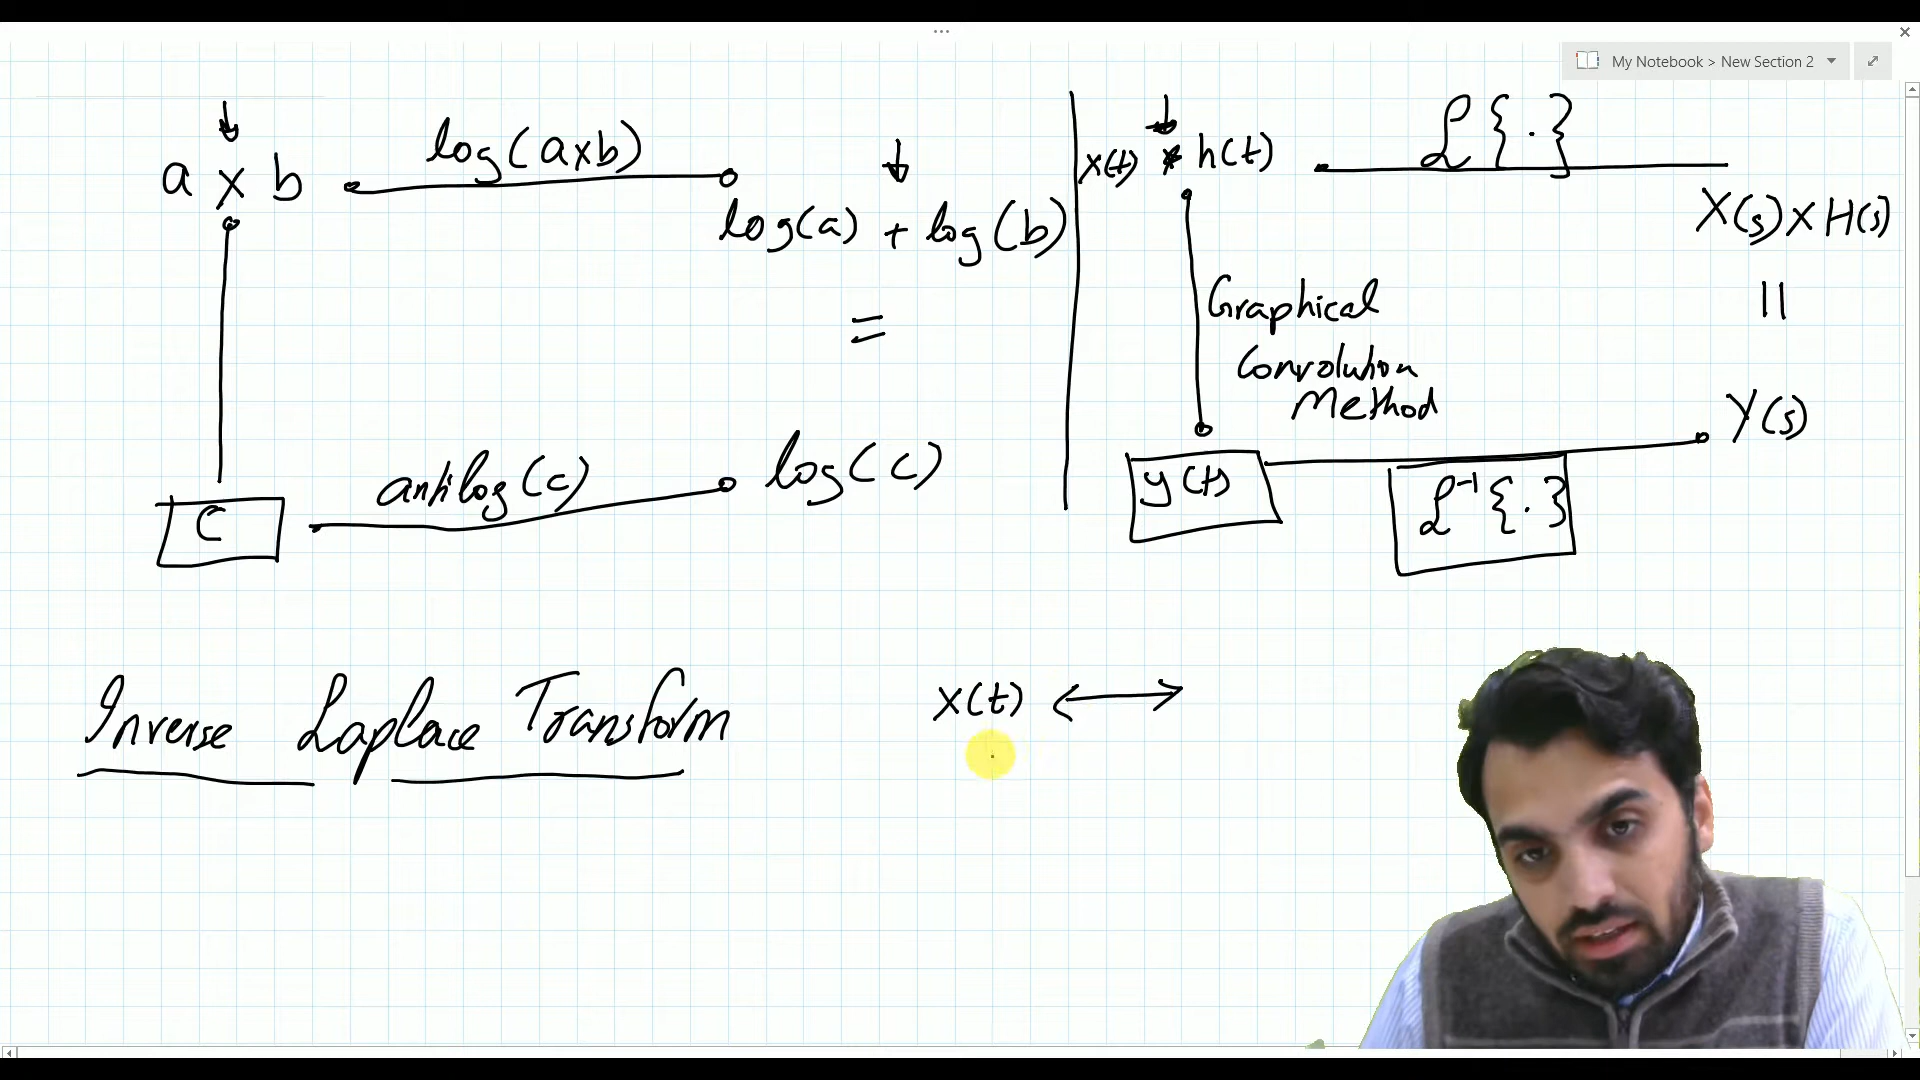 My Notebook > New Section 2
a x b
log(axb)
log(a) + log(b)
=
C
antilog(c)
log(c)
x(t) * h(t)
ℒ{.}
X(s) x H(s)
||
Graphical
Convolution
Method
Y(s)
y(t)
ℒ⁻¹{.}
Inverse Laplace Transform
x(t) ↔